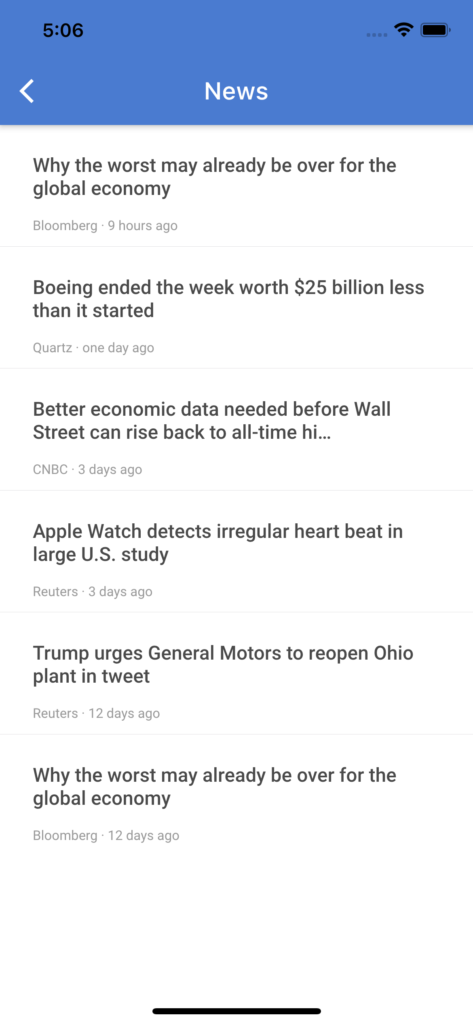 5:06
News
Why the worst may already be over for the
global economy
Bloomberg · 9 hours ago
Boeing ended the week worth $25 billion less
than it started
Quartz · one day ago
Better economic data needed before Wall
Street can rise back to all-time hi...
CNBC · 3 days ago
Apple Watch detects irregular heart beat in
large U.S. study
Reuters · 3 days ago
Trump urges General Motors to reopen Ohio
plant in tweet
Reuters · 12 days ago
Why the worst may already be over for the
global economy
Bloomberg · 12 days ago